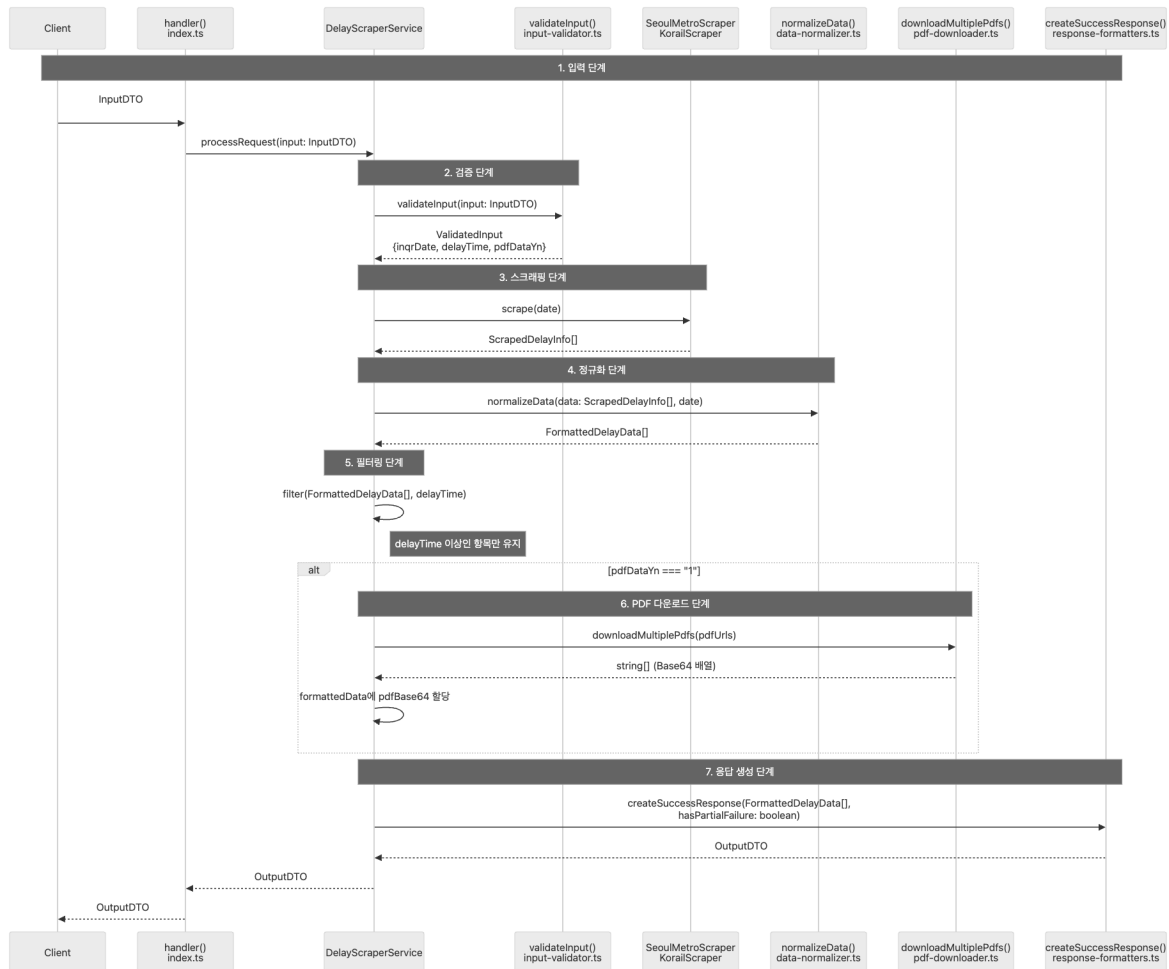 Client
handler()
index.ts
DelayScraperService
validateInput()
input-validator.ts
SeoulMetroScraper
KorailScraper
normalizeData()
data-normalizer.ts
downloadMultiplePdfs()
pdf-downloader.ts
createSuccessResponse()
response-formatters.ts
1. 입력 단계
InputDTO
processRequest(input: InputDTO)
2. 검증 단계
validateInput(input: InputDTO)
ValidatedInput
{inqrDate, delayTime, pdfDataYn}
3. 스크래핑 단계
scrape(date)
ScrapedDelayInfo[]
4. 정규화 단계
normalizeData(data: ScrapedDelayInfo[], date)
FormattedDelayData[]
5. 필터링 단계
filter(FormattedDelayData[], delayTime)
delayTime 이상인 항목만 유지
alt
[pdfDataYn === "1"]
6. PDF 다운로드 단계
downloadMultiplePdfs(pdfUrls)
string[] (Base64 배열)
formattedData에 pdfBase64 할당
7. 응답 생성 단계
createSuccessResponse(FormattedDelayData[],
hasPartialFailure: boolean)
OutputDTO
OutputDTO
OutputDTO
Client
handler()
index.ts
DelayScraperService
validateInput()
input-validator.ts
SeoulMetroScraper
KorailScraper
normalizeData()
data-normalizer.ts
downloadMultiplePdfs()
pdf-downloader.ts
createSuccessResponse()
response-formatters.ts